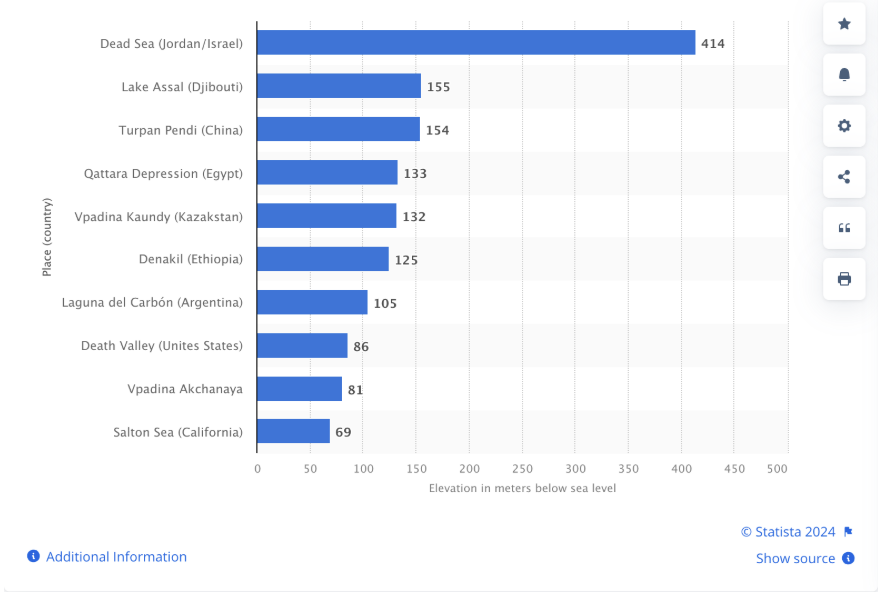 Place (country)
Dead Sea (Jordan/Israel) 414
Lake Assal (Djibouti) 155
Turpan Pendi (China) 154
Qattara Depression (Egypt) 133
Vpadina Kaundy (Kazakstan) 132
Denakil (Ethiopia) 125
Laguna del Carbón (Argentina) 105
Death Valley (Unites States) 86
Vpadina Akchanaya 81
Salton Sea (California) 69
0 50 100 150 200 250 300 350 400 450 500
Elevation in meters below sea level
© Statista 2024
Additional Information
Show source